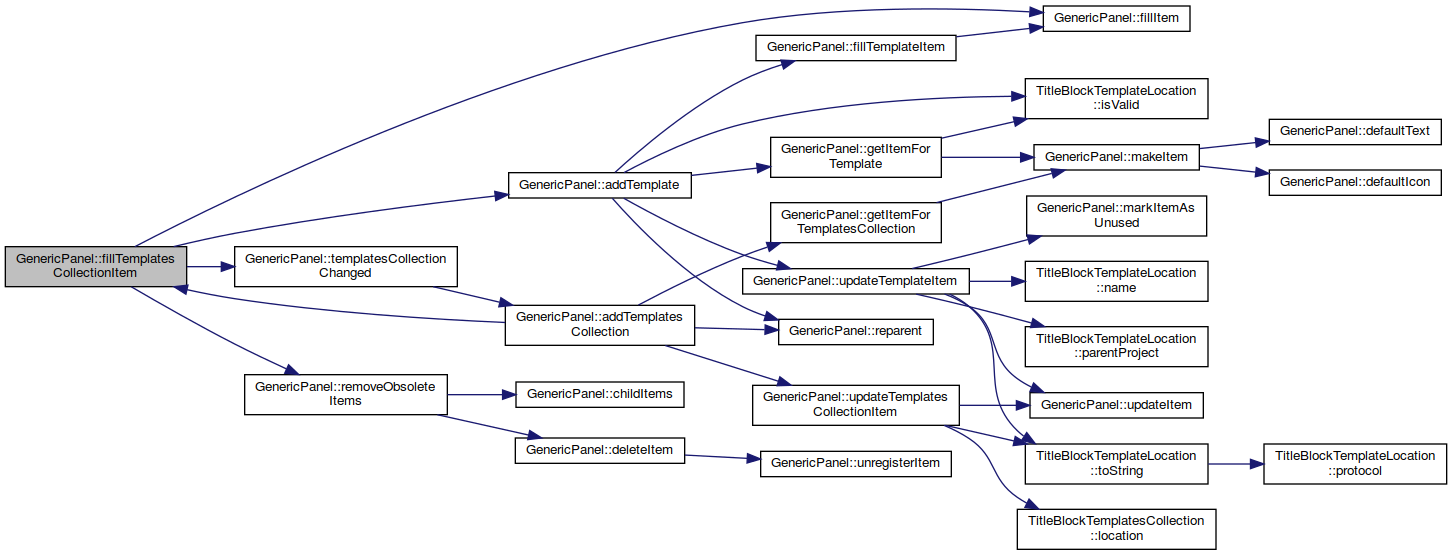 GenericPanel::fillTemplates
CollectionItem
GenericPanel::templatesCollection
Changed
GenericPanel::removeObsolete
Items
GenericPanel::addTemplate
GenericPanel::addTemplates
Collection
GenericPanel::childItems
GenericPanel::deleteItem
GenericPanel::fillTemplateItem
GenericPanel::getItemFor
Template
GenericPanel::getItemFor
TemplatesCollection
GenericPanel::updateTemplateItem
GenericPanel::reparent
GenericPanel::updateTemplates
CollectionItem
GenericPanel::unregisterItem
GenericPanel::fillItem
TitleBlockTemplateLocation
::isValid
GenericPanel::makeItem
GenericPanel::markItemAs
Unused
TitleBlockTemplateLocation
::name
TitleBlockTemplateLocation
::parentProject
GenericPanel::updateItem
TitleBlockTemplateLocation
::toString
TitleBlockTemplatesCollection
::location
GenericPanel::defaultText
GenericPanel::defaultIcon
TitleBlockTemplateLocation
::protocol